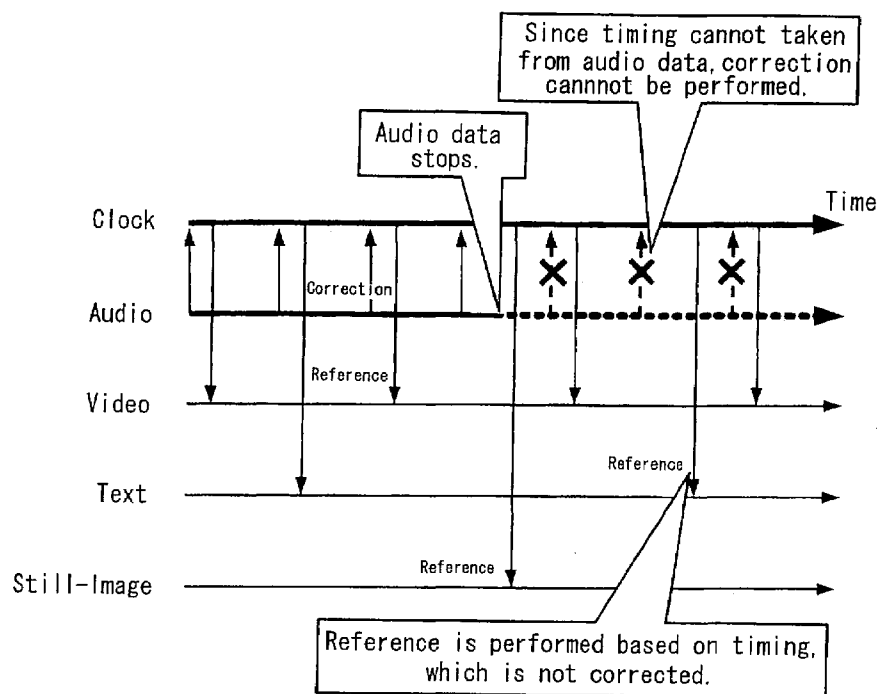 Since timing cannot taken
from audio data, correction
cannnot be performed.
Audio data
stops.
Clock
Time
Correction
Audio
Reference
Video
Reference
Text
Reference
Still-Image
Reference is performed based on timing,
which is not corrected.